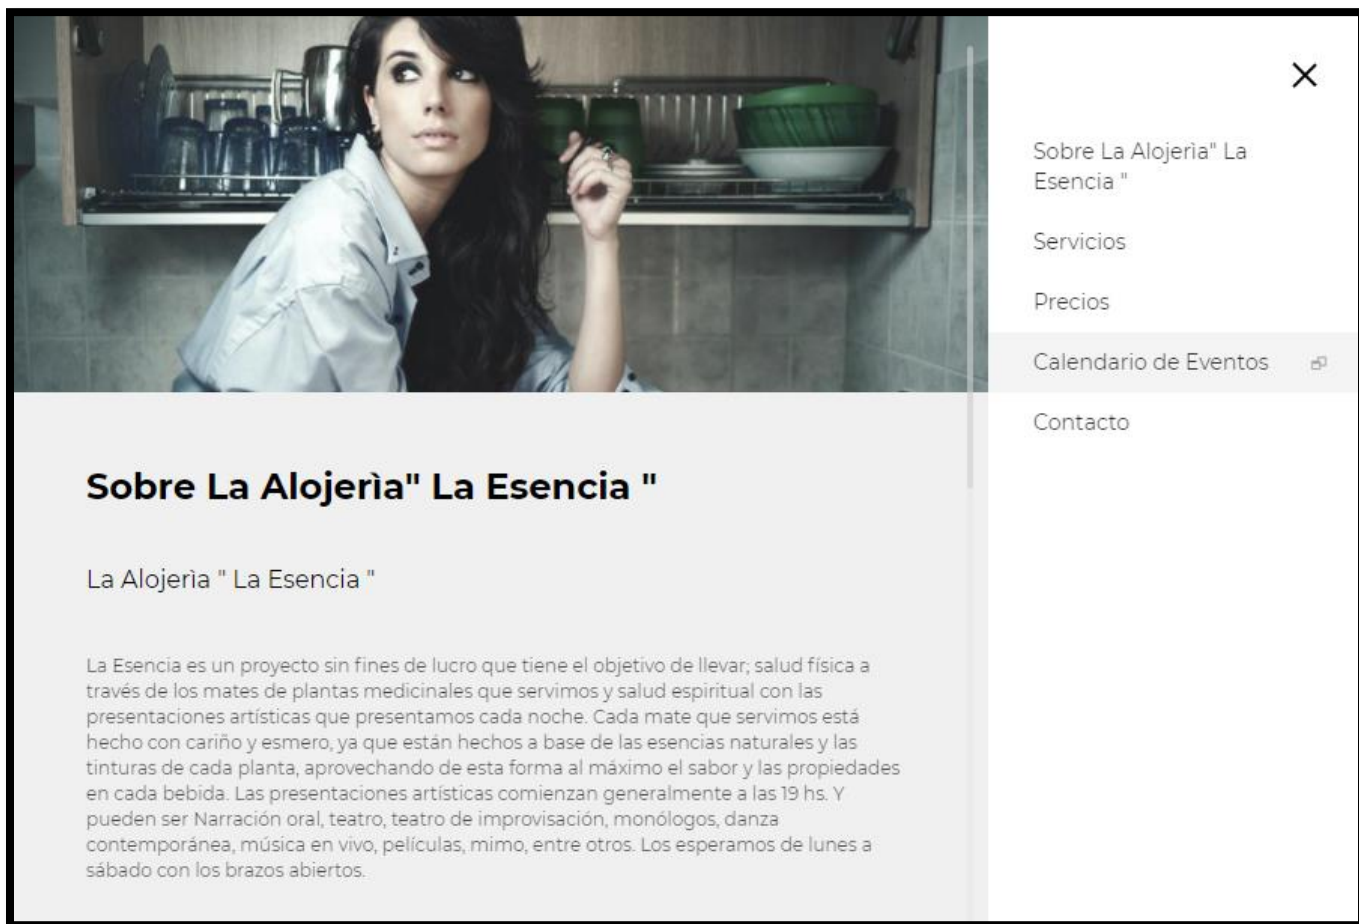 Sobre La Alojerìa" La
Esencia "
Servicios
Precios
Calendario de Eventos
Contacto
Sobre La Alojerìa" La Esencia "
La Alojerìa " La Esencia "
La Esencia es un proyecto sin fines de lucro que tiene el objetivo de llevar; salud física a
través de los mates de plantas medicinales que servimos y salud espiritual con las
presentaciones artísticas que presentamos cada noche. Cada mate que servimos está
hecho con cariño y esmero, ya que están hechos a base de las esencias naturales y las
tinturas de cada planta, aprovechando de esta forma al máximo el sabor y las propiedades
en cada bebida. Las presentaciones artísticas comienzan generalmente a las 19 hs. Y
pueden ser Narración oral, teatro, teatro de improvisación, monólogos, danza
contemporánea, música en vivo, películas, mimo, entre otros. Los esperamos de lunes a
sábado con los brazos abiertos.